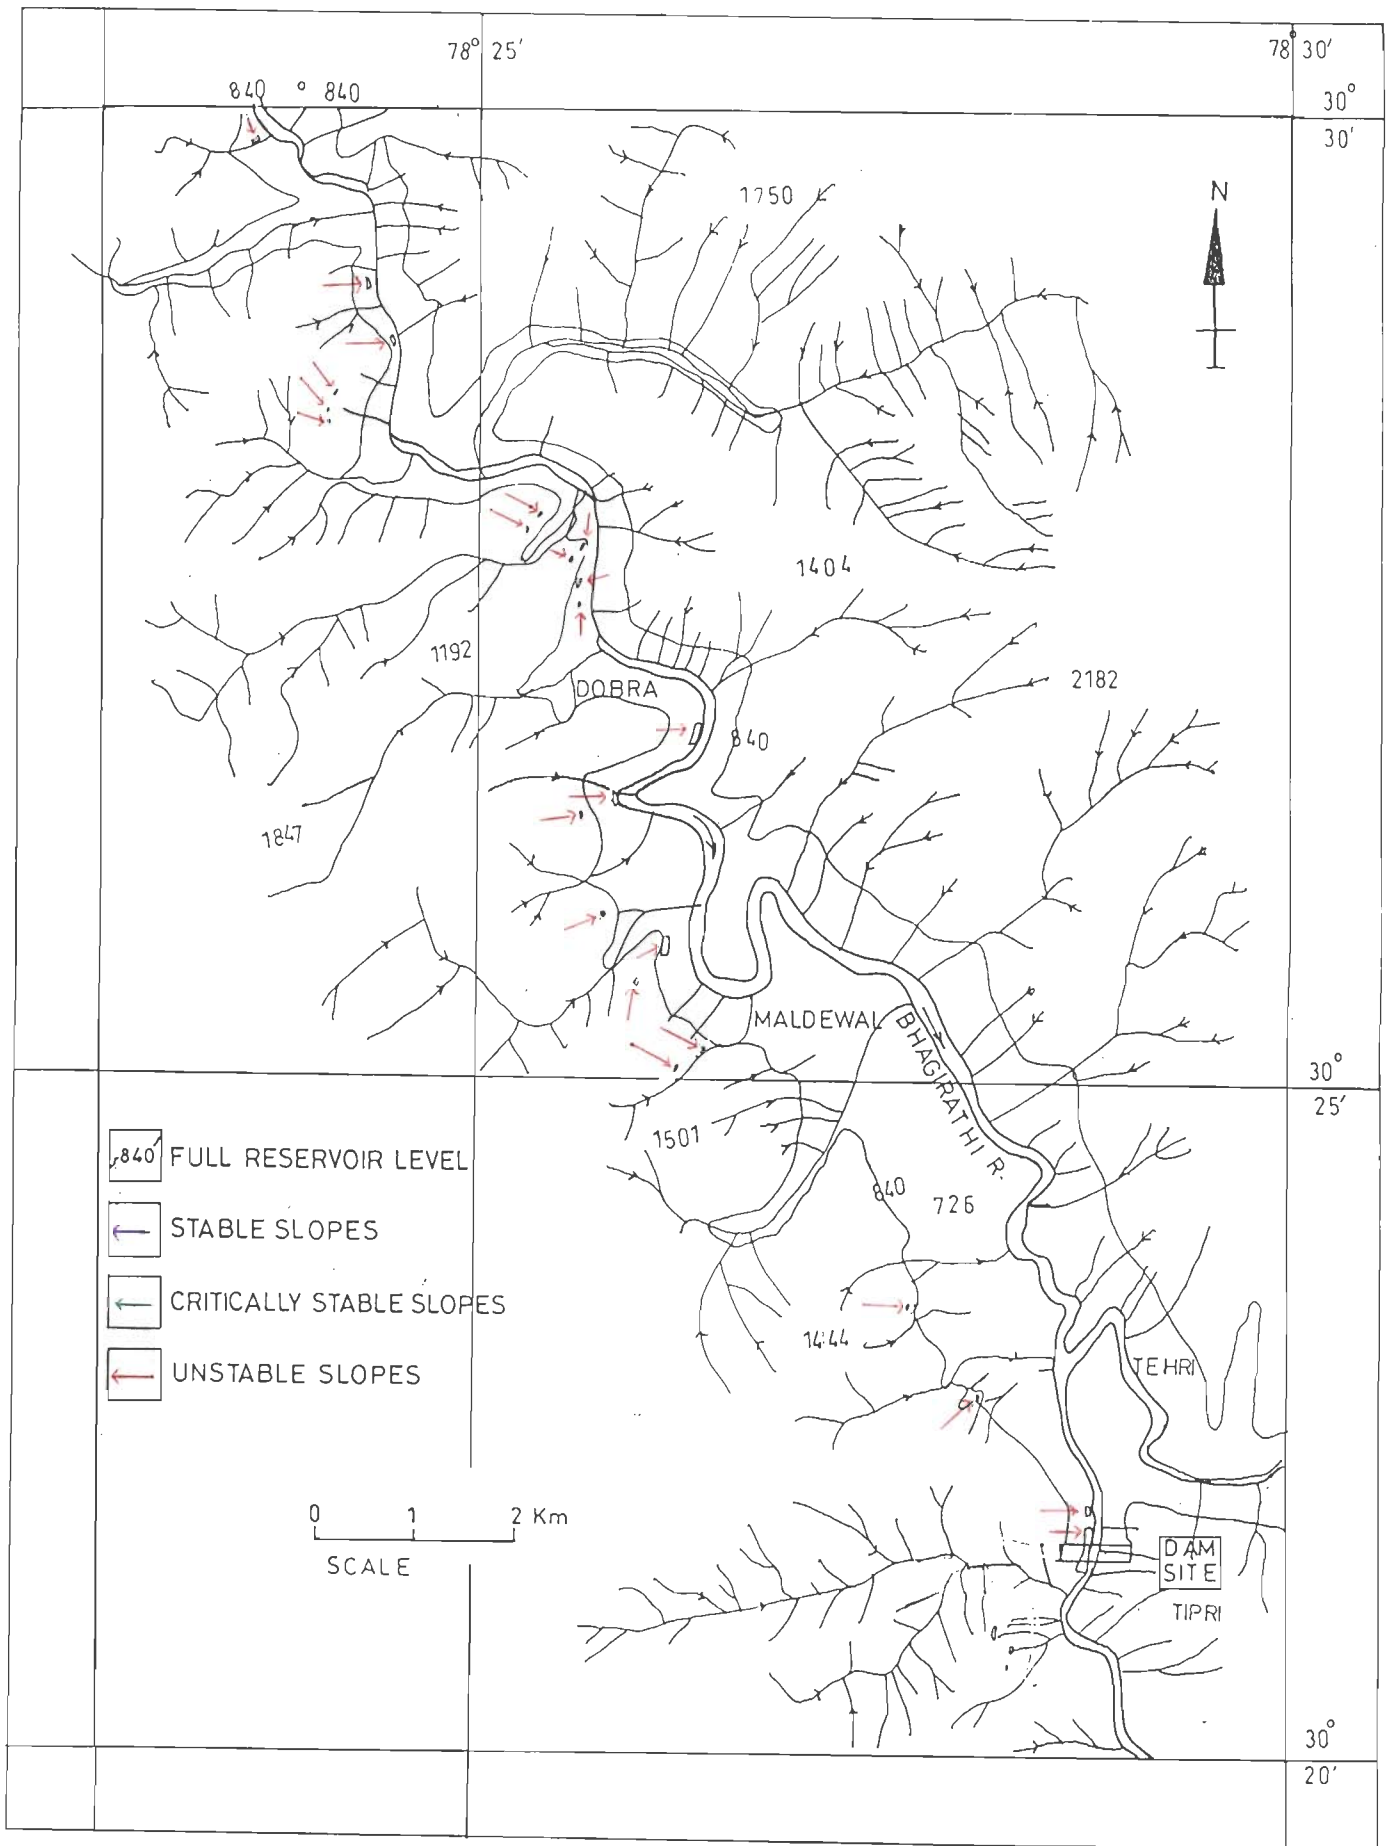 78° 25′
78° 30′
840 ° 840
30°
30′
N
1750
1404
1192
2182
DOBRA
840
1847
MALDEWAL
BHAGIRATHI R.
30°
25′
1501
840
FULL RESERVOIR LEVEL
840
726
STABLE SLOPES
CRITICALLY STABLE SLOPES
1444
UNSTABLE SLOPES
TEHRI
0 1 2 Km
SCALE
DAM
SITE
TIPRI
30°
20′